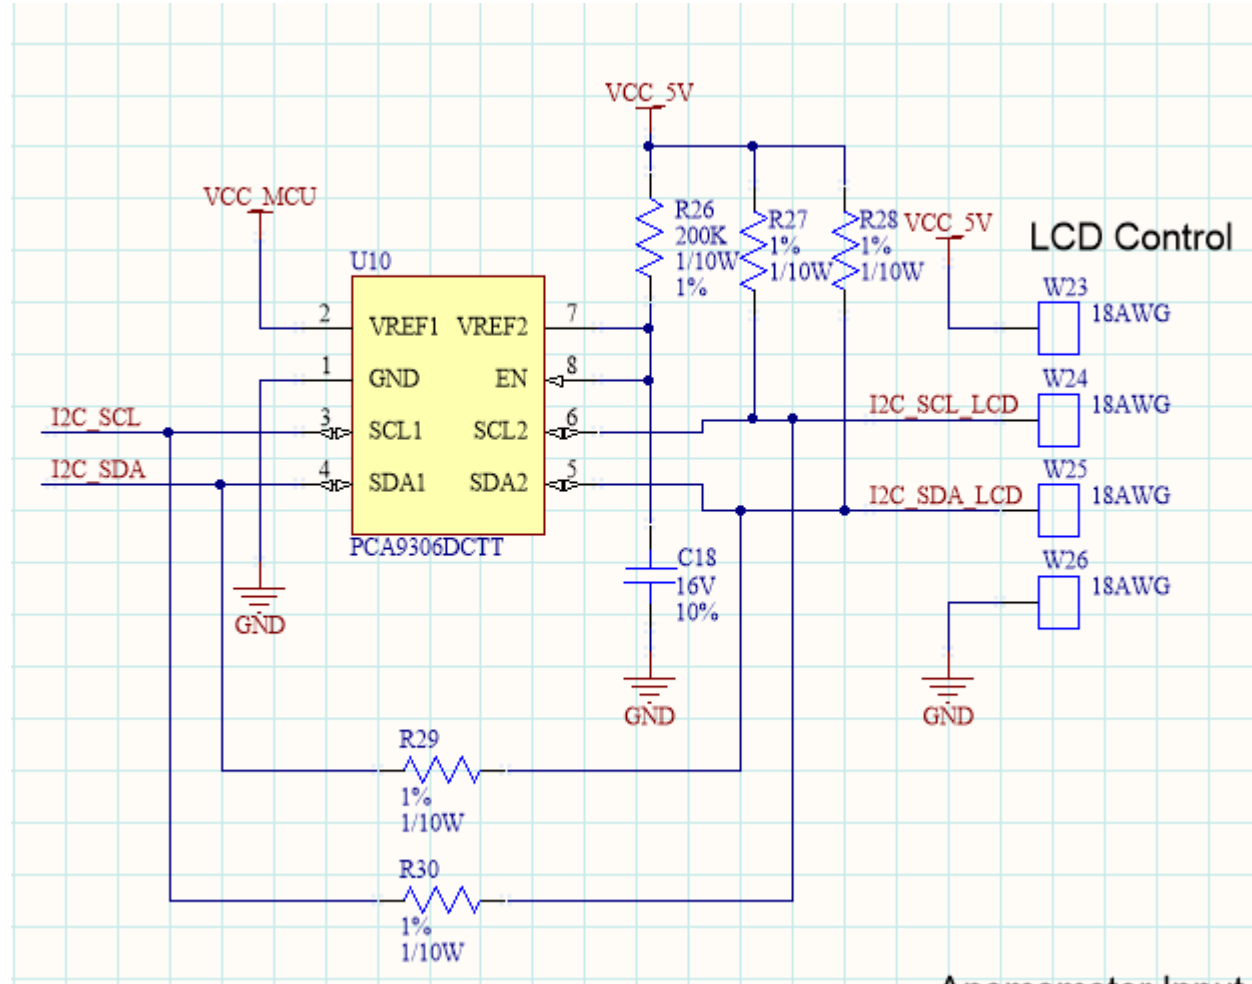 VCC_5V
VCC_MCU
R26
200K
1/10W
1%
R27
1%
1/10W
R28
1%
1/10W
VCC_5V
LCD Control
U10
2
VREF1
VREF2
7
1
GND
EN
8
I2C_SCL
3
SCL1
SCL2
6
I2C_SDA
4
SDA1
SDA2
5
PCA9306DCTT
GND
W23
18AWG
I2C_SCL_LCD
W24
18AWG
I2C_SDA_LCD
W25
18AWG
W26
18AWG
C18
16V
10%
GND
GND
R29
1%
1/10W
R30
1%
1/10W